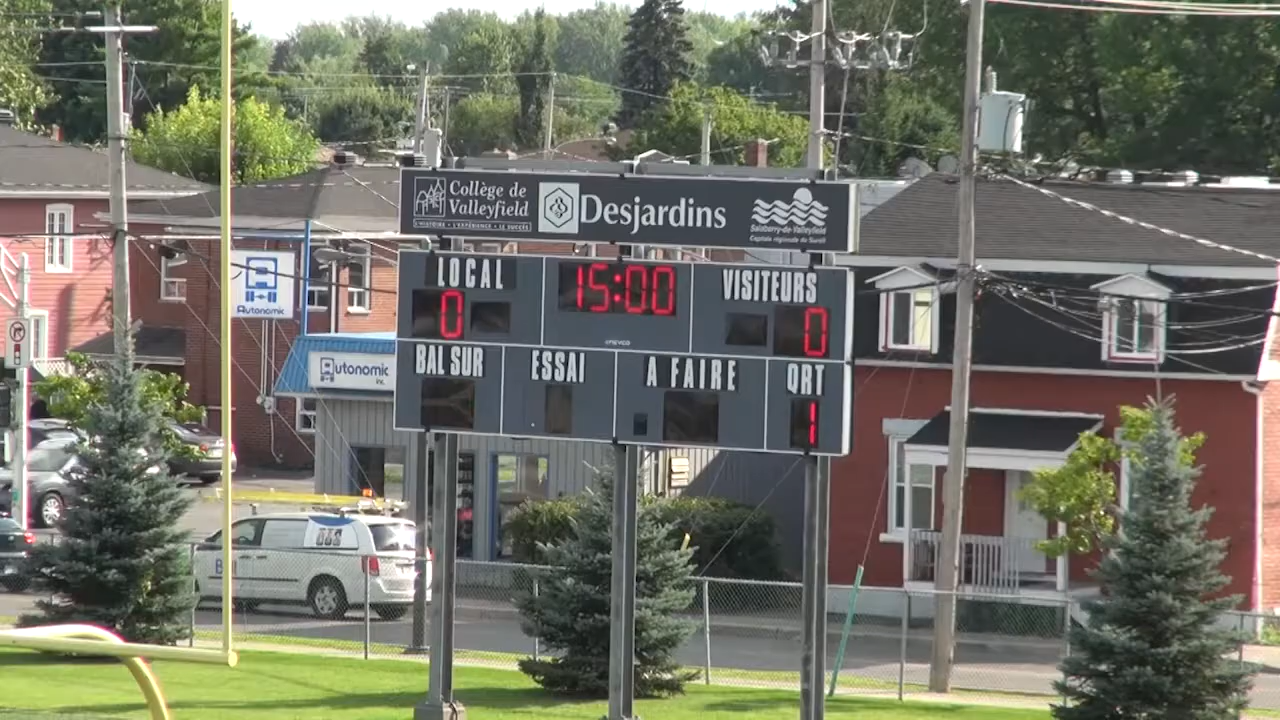 Collège de
Valleyfield
L'HISTOIRE • L'EXPÉRIENCE • LE SUCCÈS
Desjardins
Salaberry-de-Valleyfield
Capitale régionale du Suroît
LOCAL
0
15:00
VISITEURS
0
BAL SUR
ESSAI
A FAIRE
QRT
1
Autonomic
Autonomic
inc.